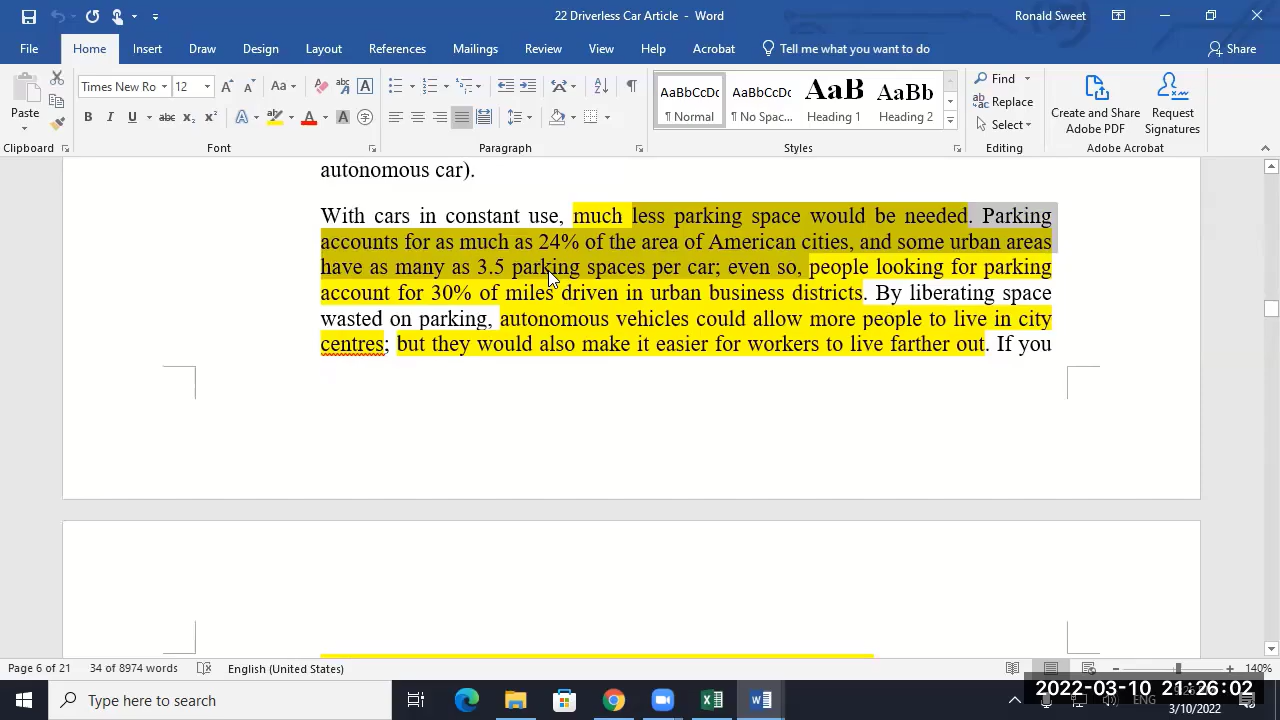 22 Driverless Car Article - Word
Ronald Sweet
File Home Insert Draw Design Layout References Mailings Review View Help Acrobat Tell me what you want to do Share
Times New Ro 12 Aa
Paste
B I U abc x₂ x² A A A
AaBbCcDc AaBbCcDc AaB AaBb
¶ Normal ¶ No Spac... Heading 1 Heading 2
Find
Replace
Select
Create and Share
Adobe PDF
Request
Signatures
Clipboard Font Paragraph Styles Editing Adobe Acrobat
autonomous car).
With cars in constant use, much less parking space would be needed. Parking
accounts for as much as 24% of the area of American cities, and some urban areas
have as many as 3.5 parking spaces per car; even so, people looking for parking
account for 30% of miles driven in urban business districts. By liberating space
wasted on parking, autonomous vehicles could allow more people to live in city
centres; but they would also make it easier for workers to live farther out. If you
Page 6 of 21 34 of 8974 words English (United States) 140%
Type here to search
ENG
2022-03-10 21:26:02
3/10/2022